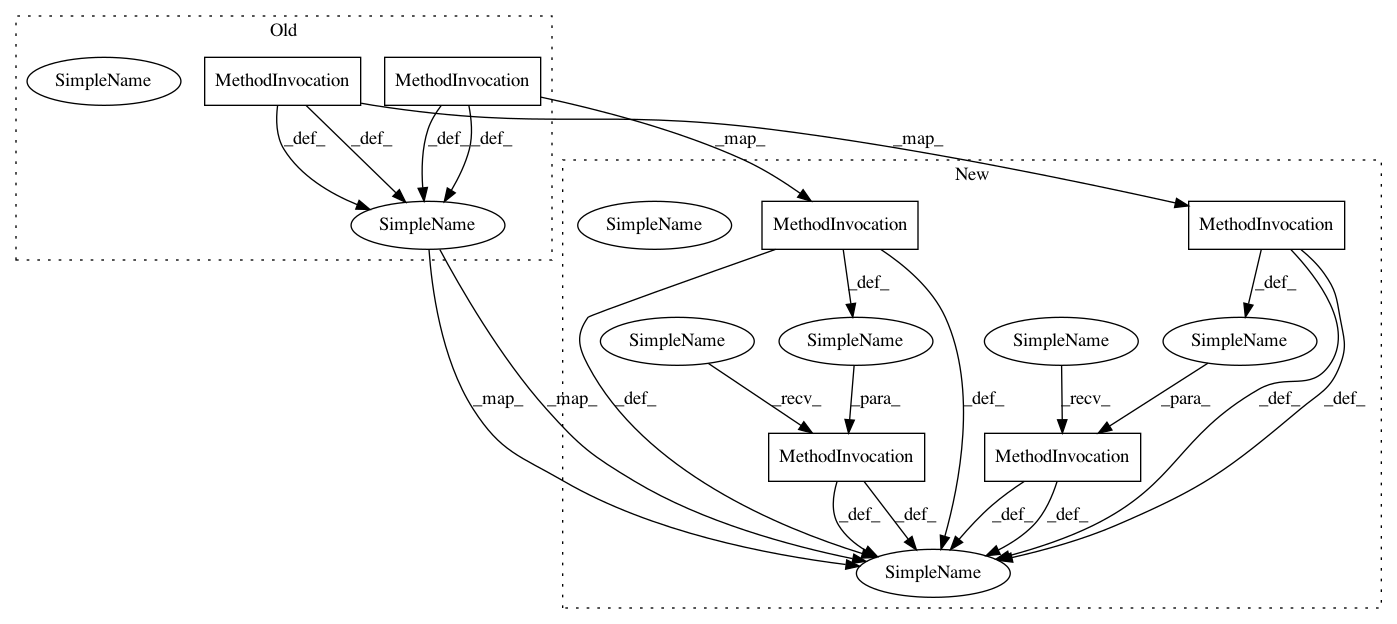 Old
SimpleName
MethodInvocation
MethodInvocation
_def_
_def_
_def_
_def_
_map_
_map_
New
SimpleName
SimpleName
MethodInvocation
MethodInvocation
_def_
_def_
SimpleName
SimpleName
SimpleName
SimpleName
_map_
_map_
_def_
_recv_
_para_
_def_
_recv_
_para_
_def_
_def_
MethodInvocation
MethodInvocation
_def_
_def_
_def_
_def_
SimpleName